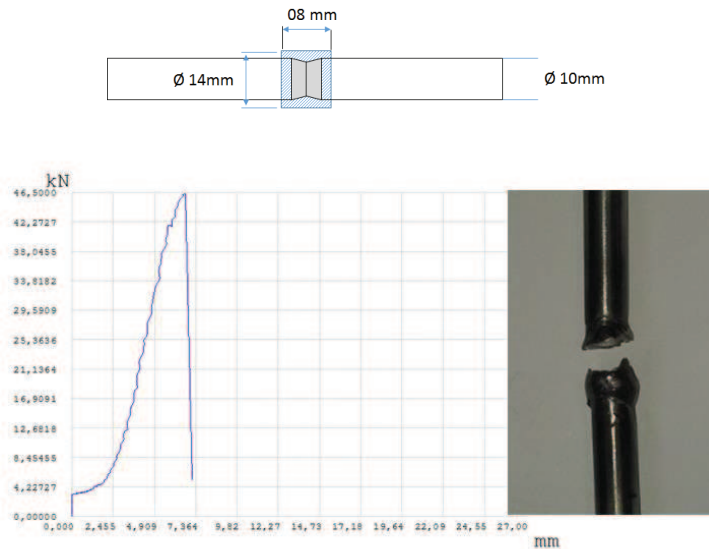 08 mm
Ø 14mm
Ø 10mm
kN
46,5000
42,2727
38,0455
33,8182
29,5909
25,3636
21,1364
16,9091
12,6818
8,45455
4,22727
0,00000
0,000 2,455 4,909 7,364 9,82 12,27 14,73 17,18 19,64 22,09 24,55 27,00
mm